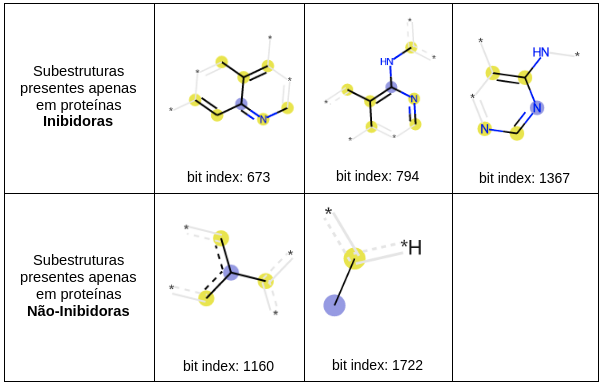 Subestruturas
presentes apenas
em proteínas
Inibidoras
*
*
*
*
N
bit index: 673
*
*
HN
N
*
*
*
bit index: 794
*
HN
*
*
N
N
bit index: 1367
Subestruturas
presentes apenas
em proteínas
Não-Inibidoras
*
*
*
*
bit index: 1160
*
*H
bit index: 1722